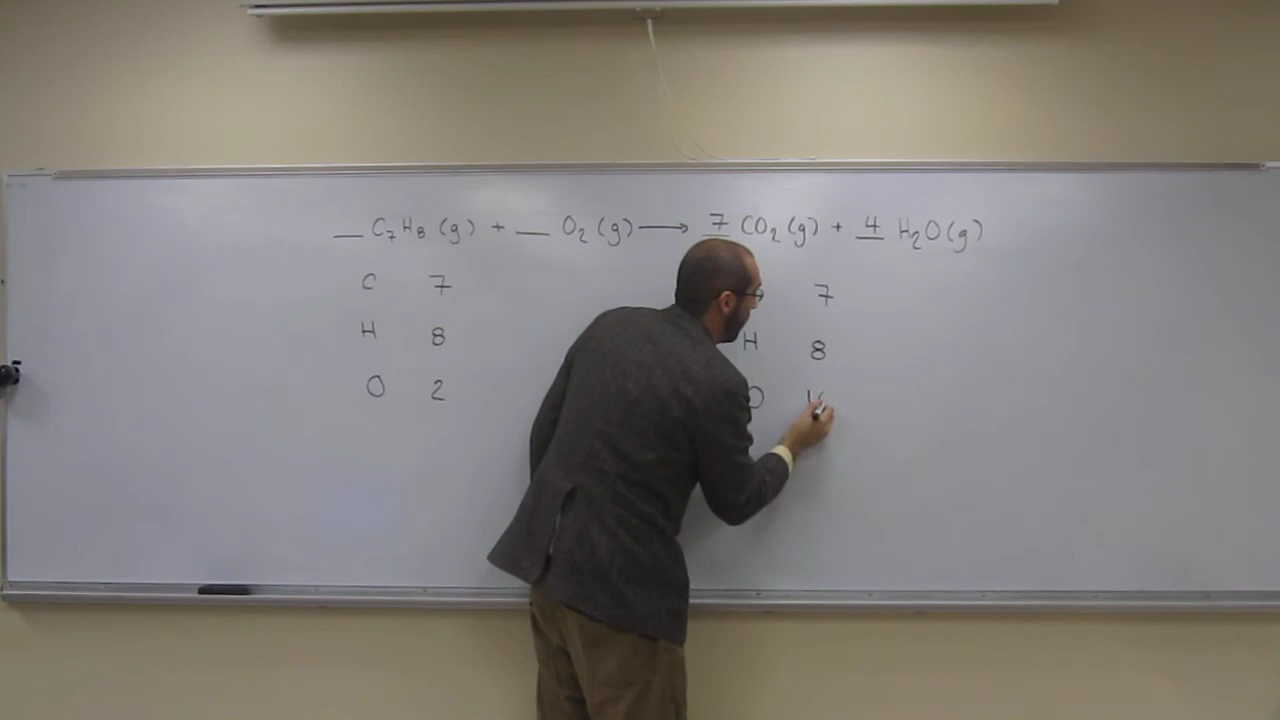 __ C₇H₈(g) + __ O₂(g) ⟶ 7 CO₂(g) + 4 H₂O(g)
C 7 7
H 8 H 8
O 2 O